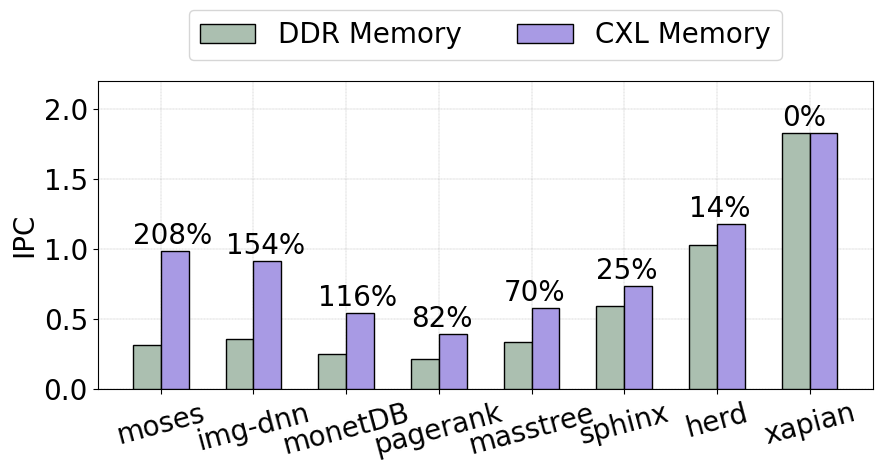 DDR Memory CXL Memory
IPC
2.0
1.5
1.0
0.5
0.0
208% 154% 116% 82% 70% 25% 14% 0%
moses img-dnn monetDB pagerank masstree sphinx herd xapian